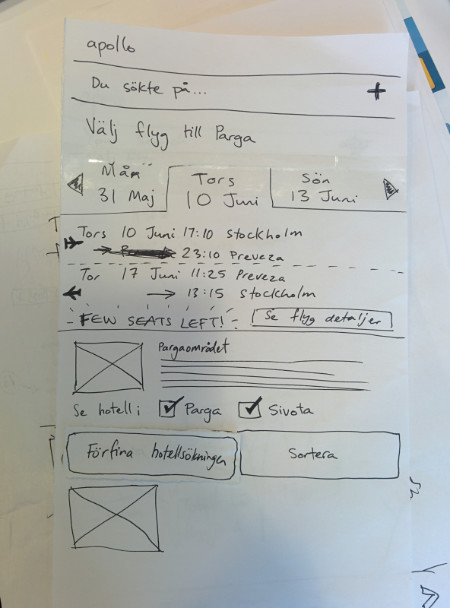 apollo
Du sökte på... +
Välj flyg till Parga
Mån Tors Sön
31 Maj 10 Juni 13 Juni
Tors 10 Juni 17:10 Stockholm
23:10 Preveza
Tor 17 Juni 11:25 Preveza
13:15 Stockholm
FEW SEATS LEFT! Se flyg detaljer
Pargaområdet
Se hotell i Parga Sivota
Förfina hotellsökningen Sortera